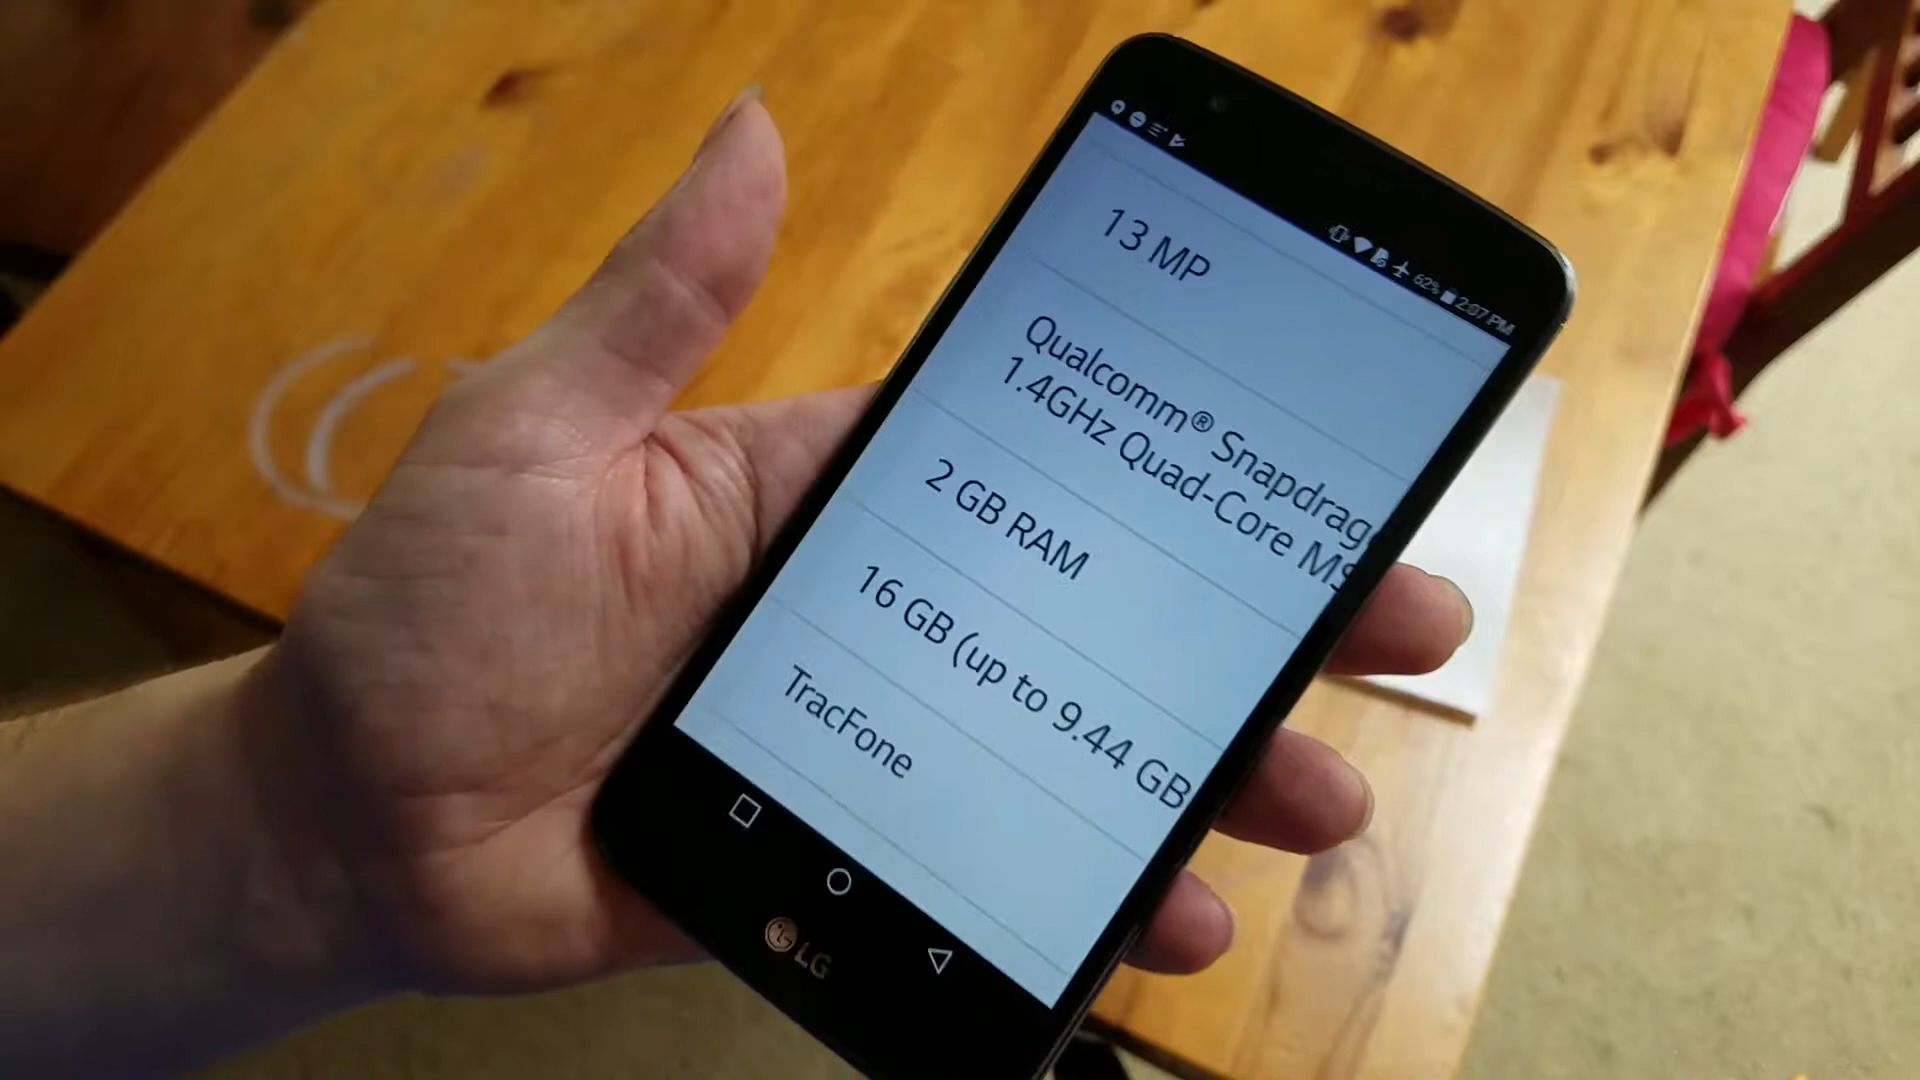 62% 2:07 PM
13 MP
Qualcomm® Snapdrag
1.4GHz Quad-Core MS
2 GB RAM
16 GB (up to 9.44 GB
TracFone
LG